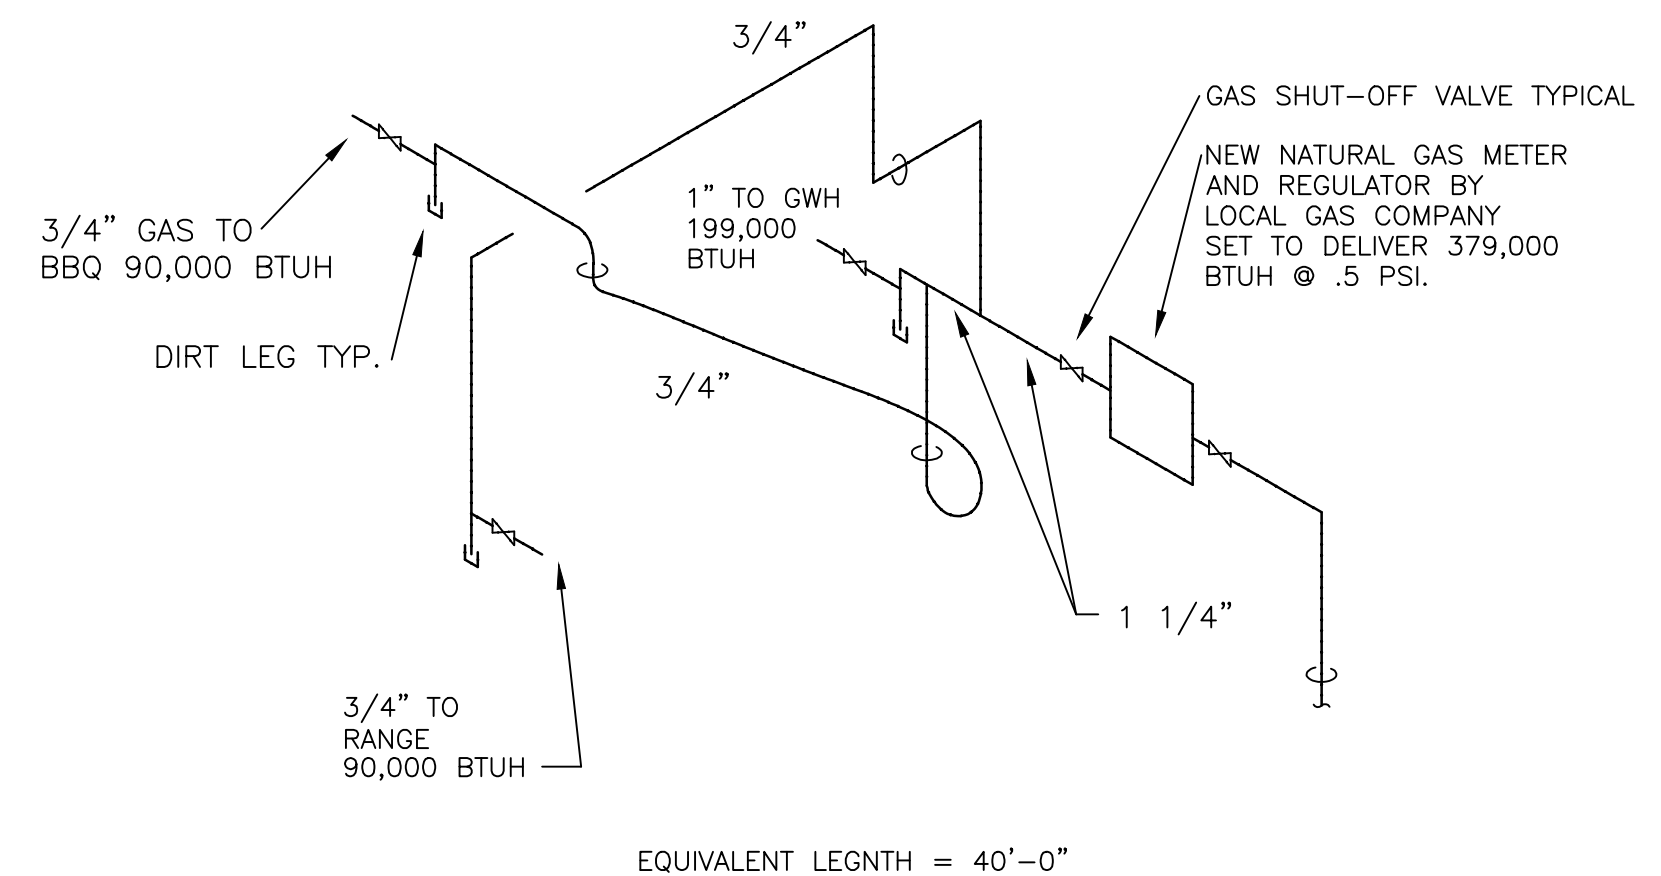 3/4”
GAS SHUT-OFF VALVE TYPICAL
NEW NATURAL GAS METER
AND REGULATOR BY
LOCAL GAS COMPANY
SET TO DELIVER 379,000
BTUH @ .5 PSI.
1” TO GWH
199,000
BTUH
3/4” GAS TO
BBQ 90,000 BTUH
DIRT LEG TYP.
3/4”
1 1/4”
3/4” TO
RANGE
90,000 BTUH
EQUIVALENT LEGNTH = 40’-0”